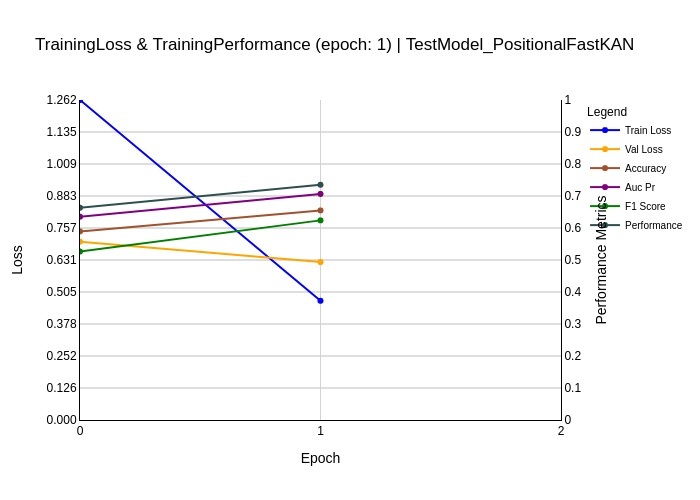 TrainingLoss & TrainingPerformance (epoch: 1) | TestModel_PositionalFastKAN
1.262
1.135
1.009
0.883
0.757
0.631
0.505
0.378
0.252
0.126
0.000
Loss
0
1
2
Epoch
1
0.9
0.8
0.7
0.6
0.5
0.4
0.3
0.2
0.1
0
Performance Metrics
Legend
Train Loss
Val Loss
Accuracy
Auc Pr
F1 Score
Performance